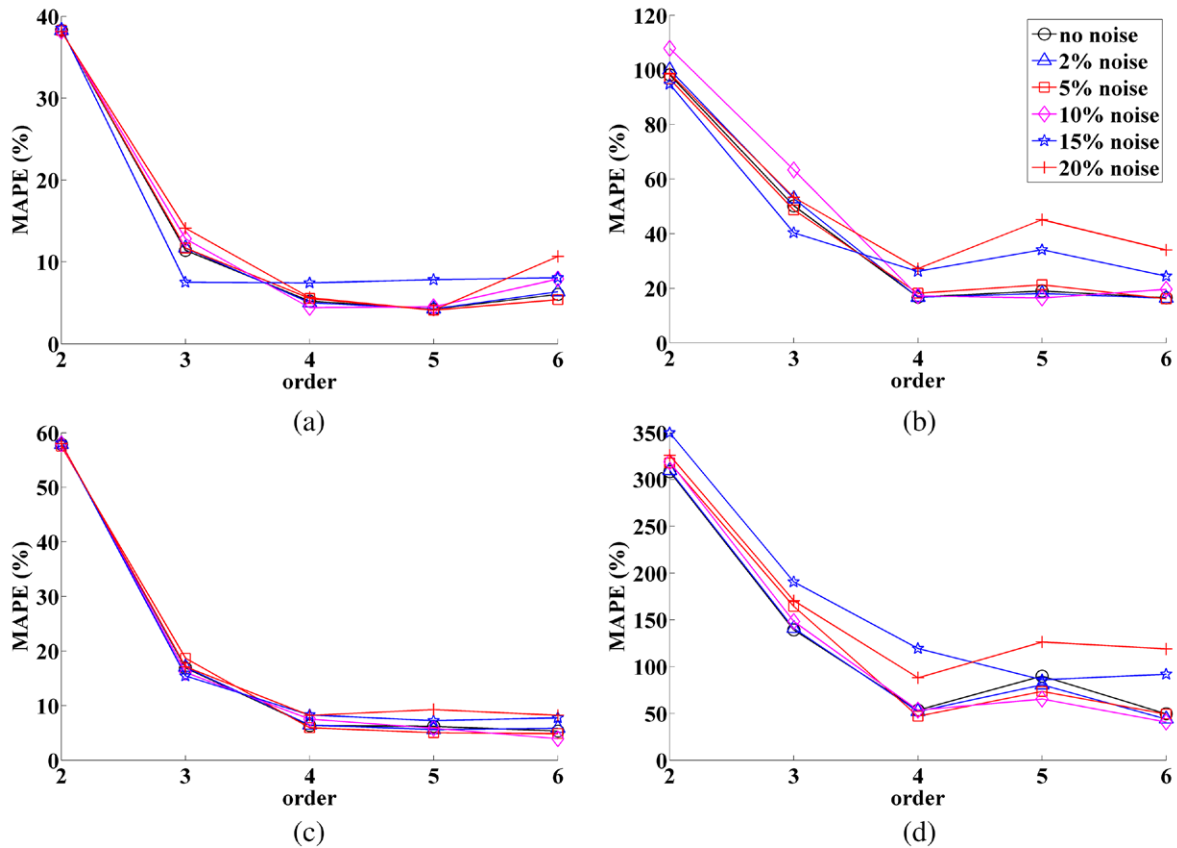 40
30
20
10
0
MAPE (%)
2 3 4 5 6
order
(a)
120
100
80
60
40
20
0
MAPE (%)
2 3 4 5 6
order
(b)
no noise
2% noise
5% noise
10% noise
15% noise
20% noise
60
50
40
30
20
10
0
MAPE (%)
2 3 4 5 6
order
(c)
350
300
250
200
150
100
50
0
MAPE (%)
2 3 4 5 6
order
(d)